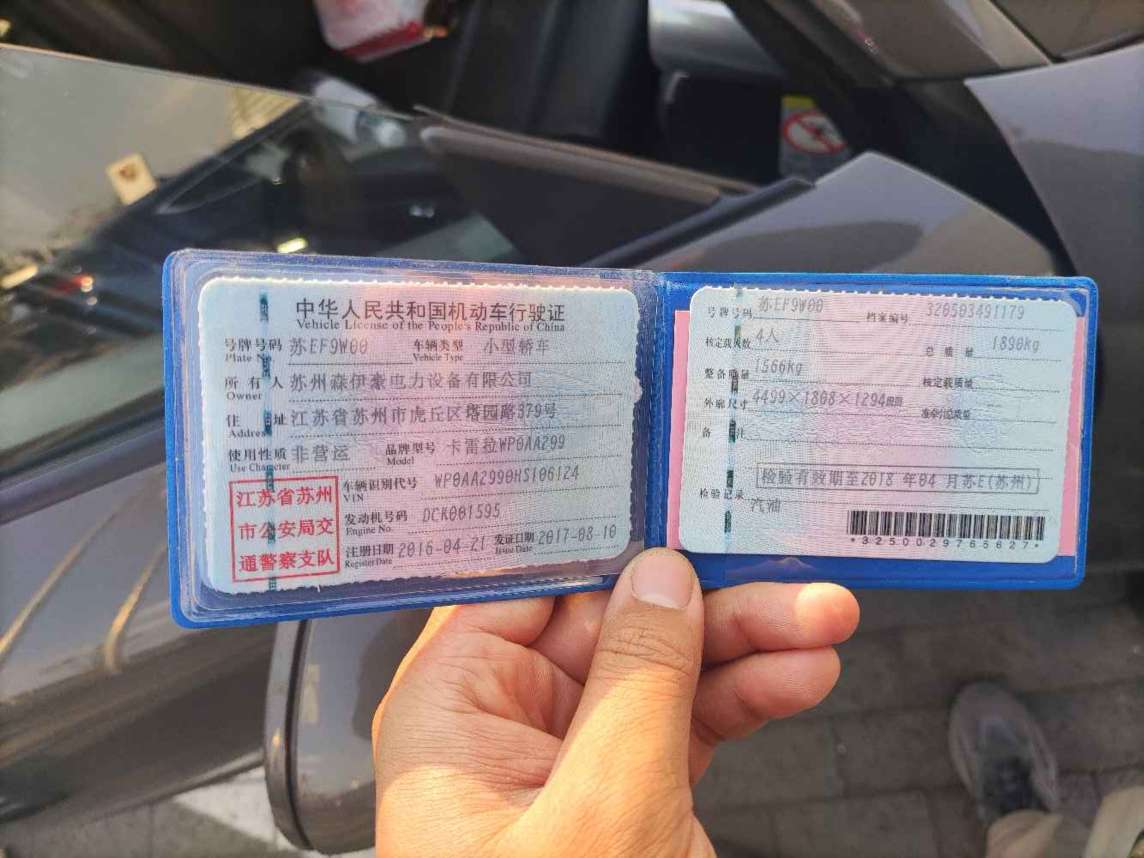 中华人民共和国机动车行驶证
Vehicle License of the People's Republic of China
号牌号码 苏EF9W00 车辆类型 小型轿车
Plate No. Vehicle Type
所有人 苏州森伊豪电力设备有限公司
Owner
住址 江苏省苏州市虎丘区塔园路379号
Address
使用性质 非营运 品牌型号 卡雷拉WP0AA299
Use Character Model
江苏省苏州
市公安局交
通警察支队
车辆识别代号 WP0AA2990HS106124
VIN
发动机号码 DCK001595
Engine No.
注册日期 2016-04-21 发证日期 2017-08-10
Register Date Issue Date
号牌号码 苏EF9W00 档案编号 320503491179
核定载人数 4人 总质量 1890kg
整备质量 1566kg 核定载质量
外廓尺寸 4499×1808×1294mm 准牵引总质量
备注
检验有效期至2018年04月苏E(苏州)
检验记录
汽油
*3250029765627*